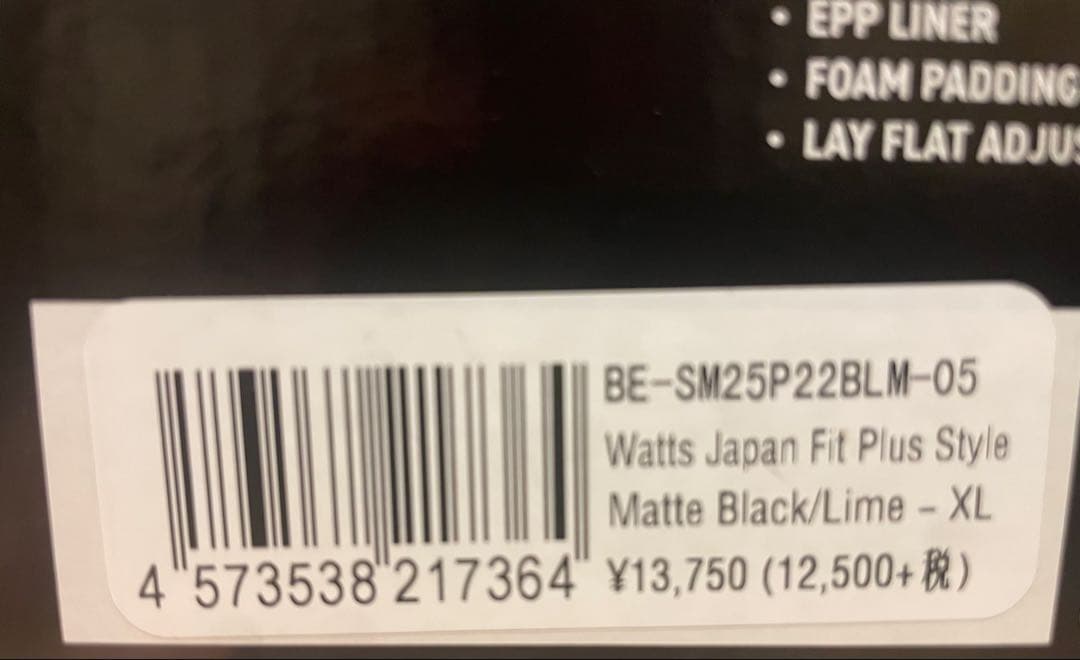 • EPP LINER
• FOAM PADDING
• LAY FLAT ADJUS
BE-SM25P22BLM-05
Watts Japan Fit Plus Style
Matte Black/Lime - XL
¥13,750 (12,500+税)
4 573538 217364